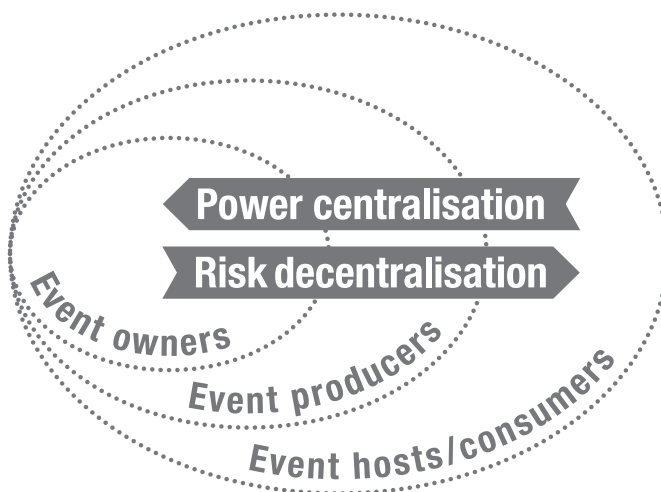 Power centralisation
Risk decentralisation
Event owners
Event producers
Event hosts/consumers